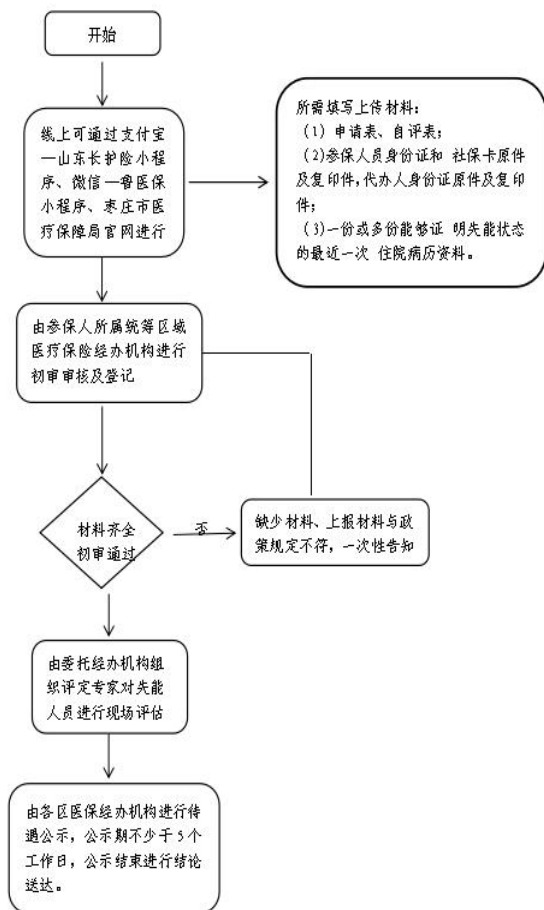 开始
线上可通过支付宝
—山东长护险小程
序、微信—鲁医保
小程序、枣庄市医
疗保障局官网进行
所需填写上传材料：
（1）申请表、自评表；
（2）参保人员身份证和 社保卡原件
及复印件，代办人身份证原件及复印
件；
（3）一份或多份能够证 明失能状态
的最近一次 住院病历资料。
由参保人所属统筹区域
医疗保险经办机构进行
初审审核及登记
材料齐全
初审通过
否
缺少材料、上报材料与政
策规定不符，一次性告知
由委托经办机构组
织评定专家对失能
人员进行现场评估
由各区医保经办机构进行待
遇公示，公示期不少于5个
工作日，公示结束进行结论
送达。